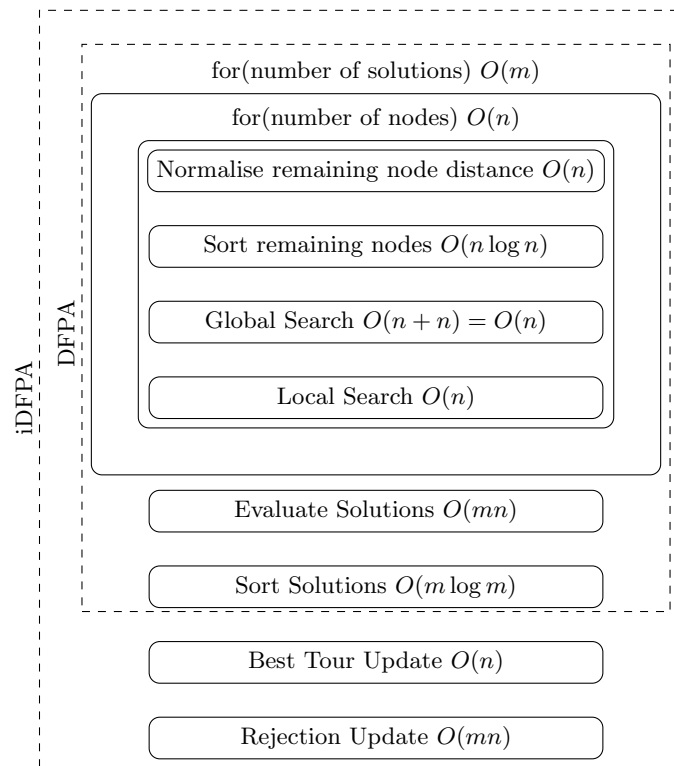 for(number of solutions) O(m)
for(number of nodes) O(n)
Normalise remaining node distance O(n)
Sort remaining nodes O(n log n)
Global Search O(n + n) = O(n)
Local Search O(n)
DFPA
iDFPA
Evaluate Solutions O(mn)
Sort Solutions O(m log m)
Best Tour Update O(n)
Rejection Update O(mn)